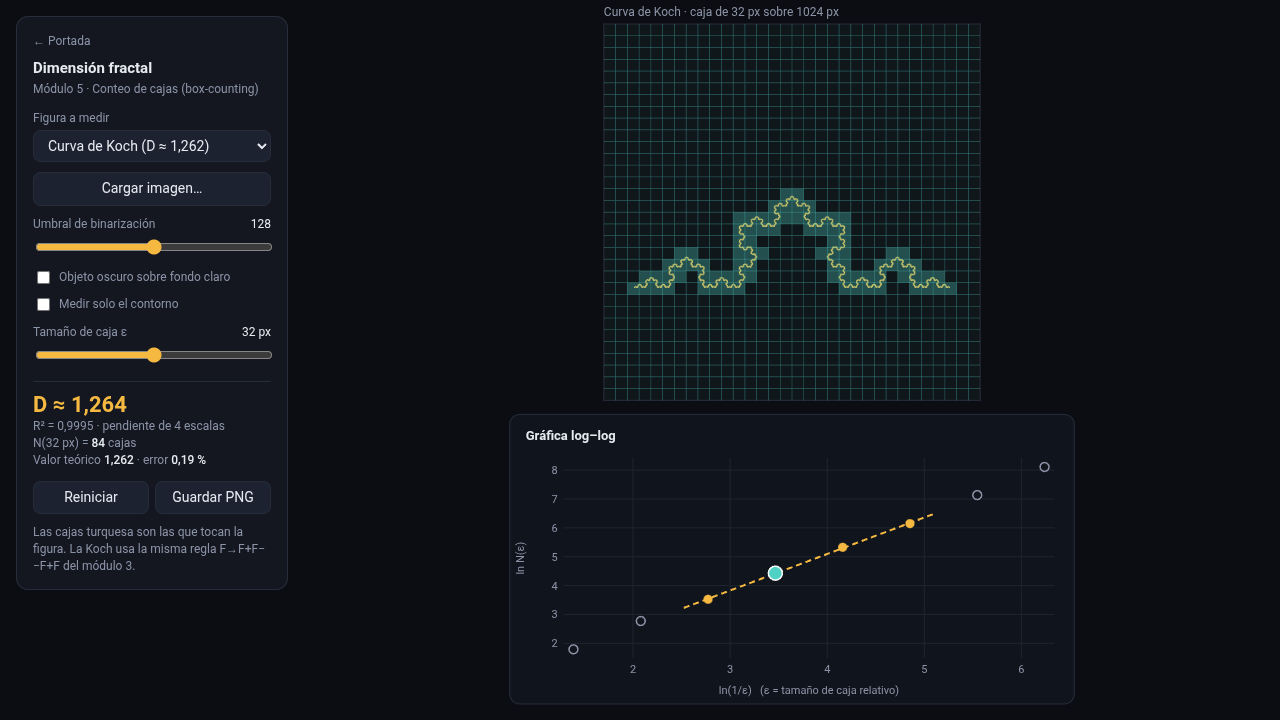 ← Portada
Dimensión fractal
Módulo 5 · Conteo de cajas (box-counting)
Figura a medir
Curva de Koch (D ≈ 1,262)
Cargar imagen…
Umbral de binarización 128
Objeto oscuro sobre fondo claro
Medir solo el contorno
Tamaño de caja ε 32 px
D ≈ 1,264
R² = 0,9995 · pendiente de 4 escalas
N(32 px) = 84 cajas
Valor teórico 1,262 · error 0,19 %
Reiniciar Guardar PNG
Las cajas turquesa son las que tocan la
figura. La Koch usa la misma regla F→F+F−
−F+F del módulo 3.
Curva de Koch · caja de 32 px sobre 1024 px
Gráfica log–log
8
7
6
5
4
3
2
ln N(ε)
2 3 4 5 6
ln(1/ε) (ε = tamaño de caja relativo)